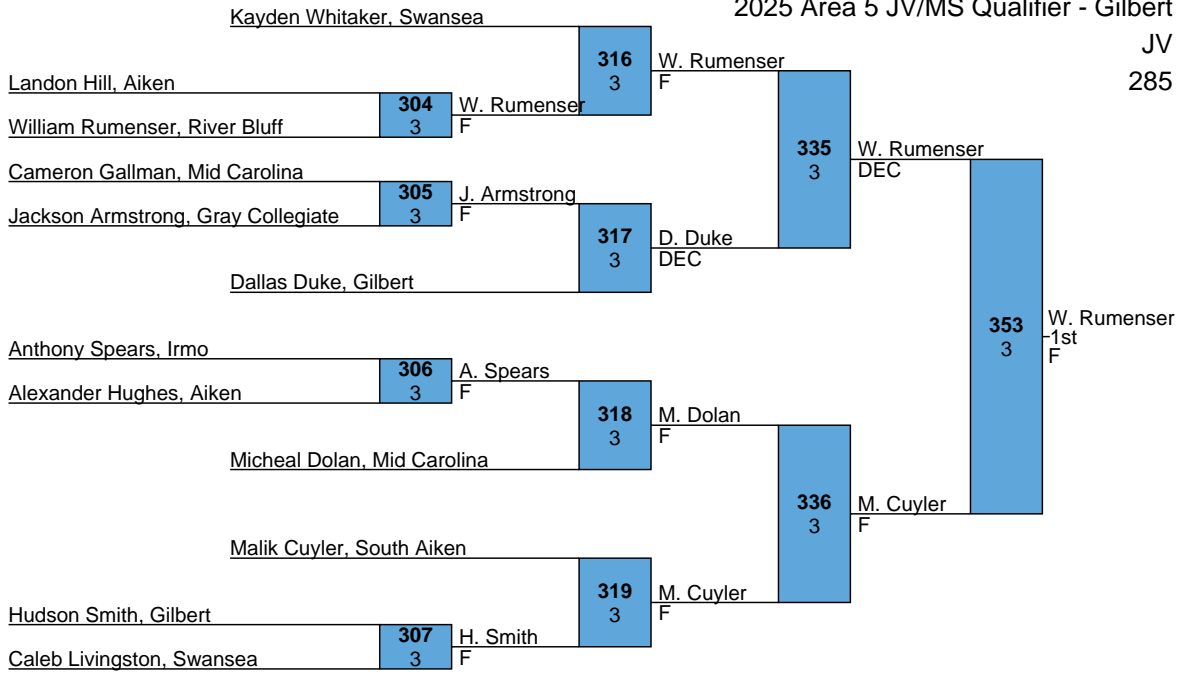 2025 Area 5 JV/MS Qualifier - Gilbert
JV
285
Kayden Whitaker, Swansea
316
3
W. Rumenser
F
Landon Hill, Aiken
304
3
W. Rumenser
F
William Rumenser, River Bluff
335
3
W. Rumenser
DEC
Cameron Gallman, Mid Carolina
305
3
J. Armstrong
F
Jackson Armstrong, Gray Collegiate
317
3
D. Duke
DEC
Dallas Duke, Gilbert
353
3
W. Rumenser
1st
F
Anthony Spears, Irmo
306
3
A. Spears
F
Alexander Hughes, Aiken
318
3
M. Dolan
F
Micheal Dolan, Mid Carolina
336
3
M. Cuyler
F
Malik Cuyler, South Aiken
319
3
M. Cuyler
F
Hudson Smith, Gilbert
307
3
H. Smith
F
Caleb Livingston, Swansea